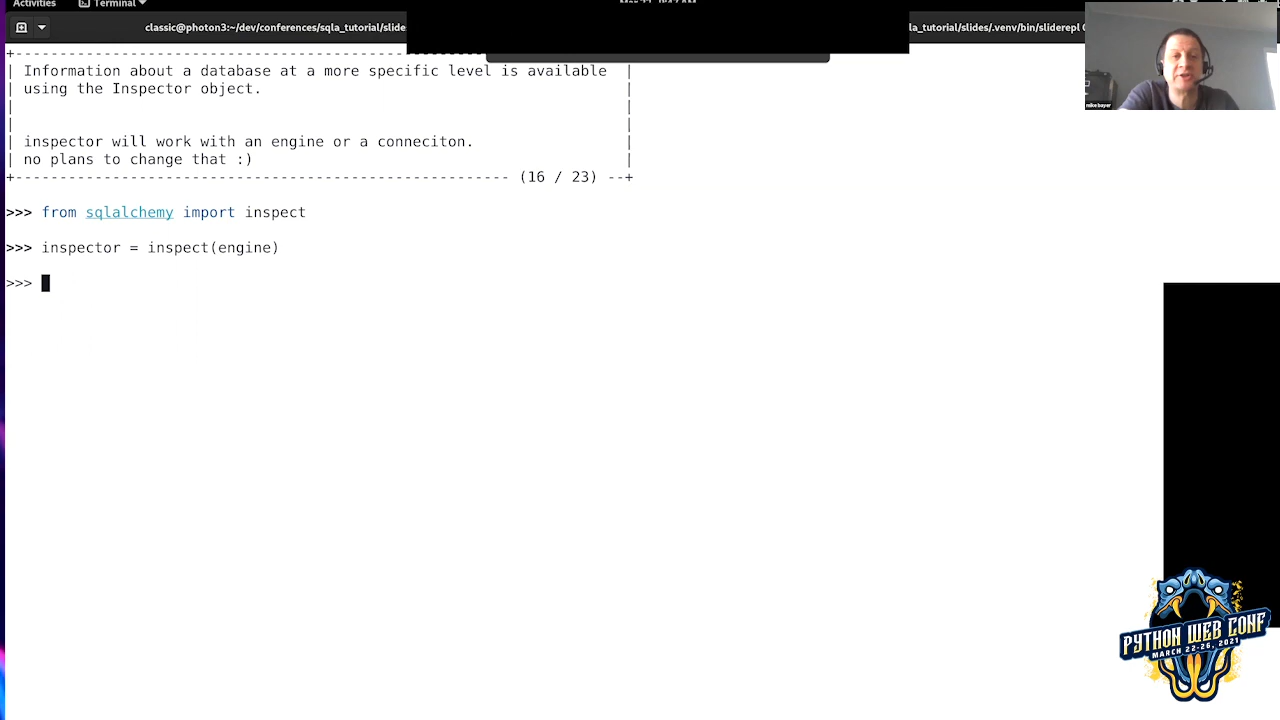 Activities
Terminal
classic@photon3:~/dev/conferences/sqla_tutorial/slide
la_tutorial/slides/.venv/bin/sliderepl
mike bayer
Information about a database at a more specific level is available
using the Inspector object.
inspector will work with an engine or a conneciton.
no plans to change that :)
(16 / 23)
>>> from sqlalchemy import inspect
>>> inspector = inspect(engine)
>>>
PYTHON WEB CONF
MARCH 22-26, 2021